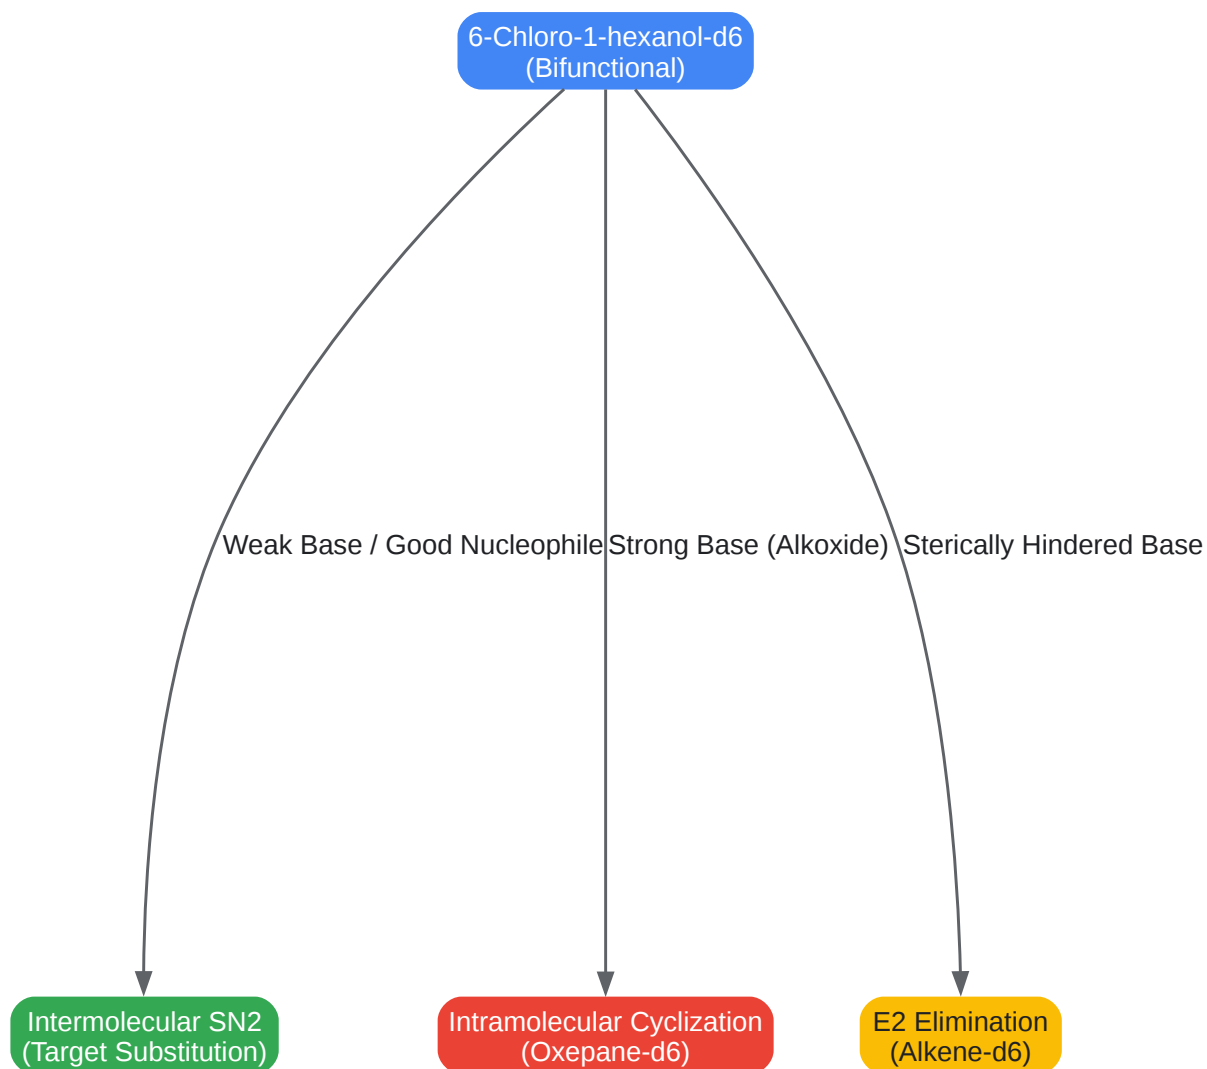 6-Chloro-1-hexanol-d6
(Bifunctional)
Weak Base / Good Nucleophile
Strong Base (Alkoxide)
Sterically Hindered Base
Intermolecular SN2
(Target Substitution)
Intramolecular Cyclization
(Oxepane-d6)
E2 Elimination
(Alkene-d6)